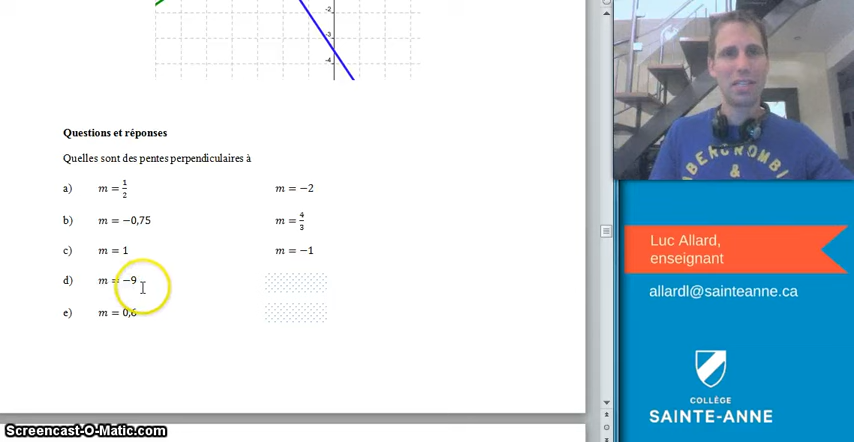 -2
-3
-4
Questions et réponses
Quelles sont des pentes perpendiculaires à
a) m = 1/2 m = −2
b) m = −0,75 m = 4/3
c) m = 1 m = −1
d) m = −9
e) m = 0,6
BERCROMBI
&
Luc Allard,
enseignant
allardl@sainteanne.ca
COLLÈGE
SAINTE-ANNE
Screencast-O-Matic.com